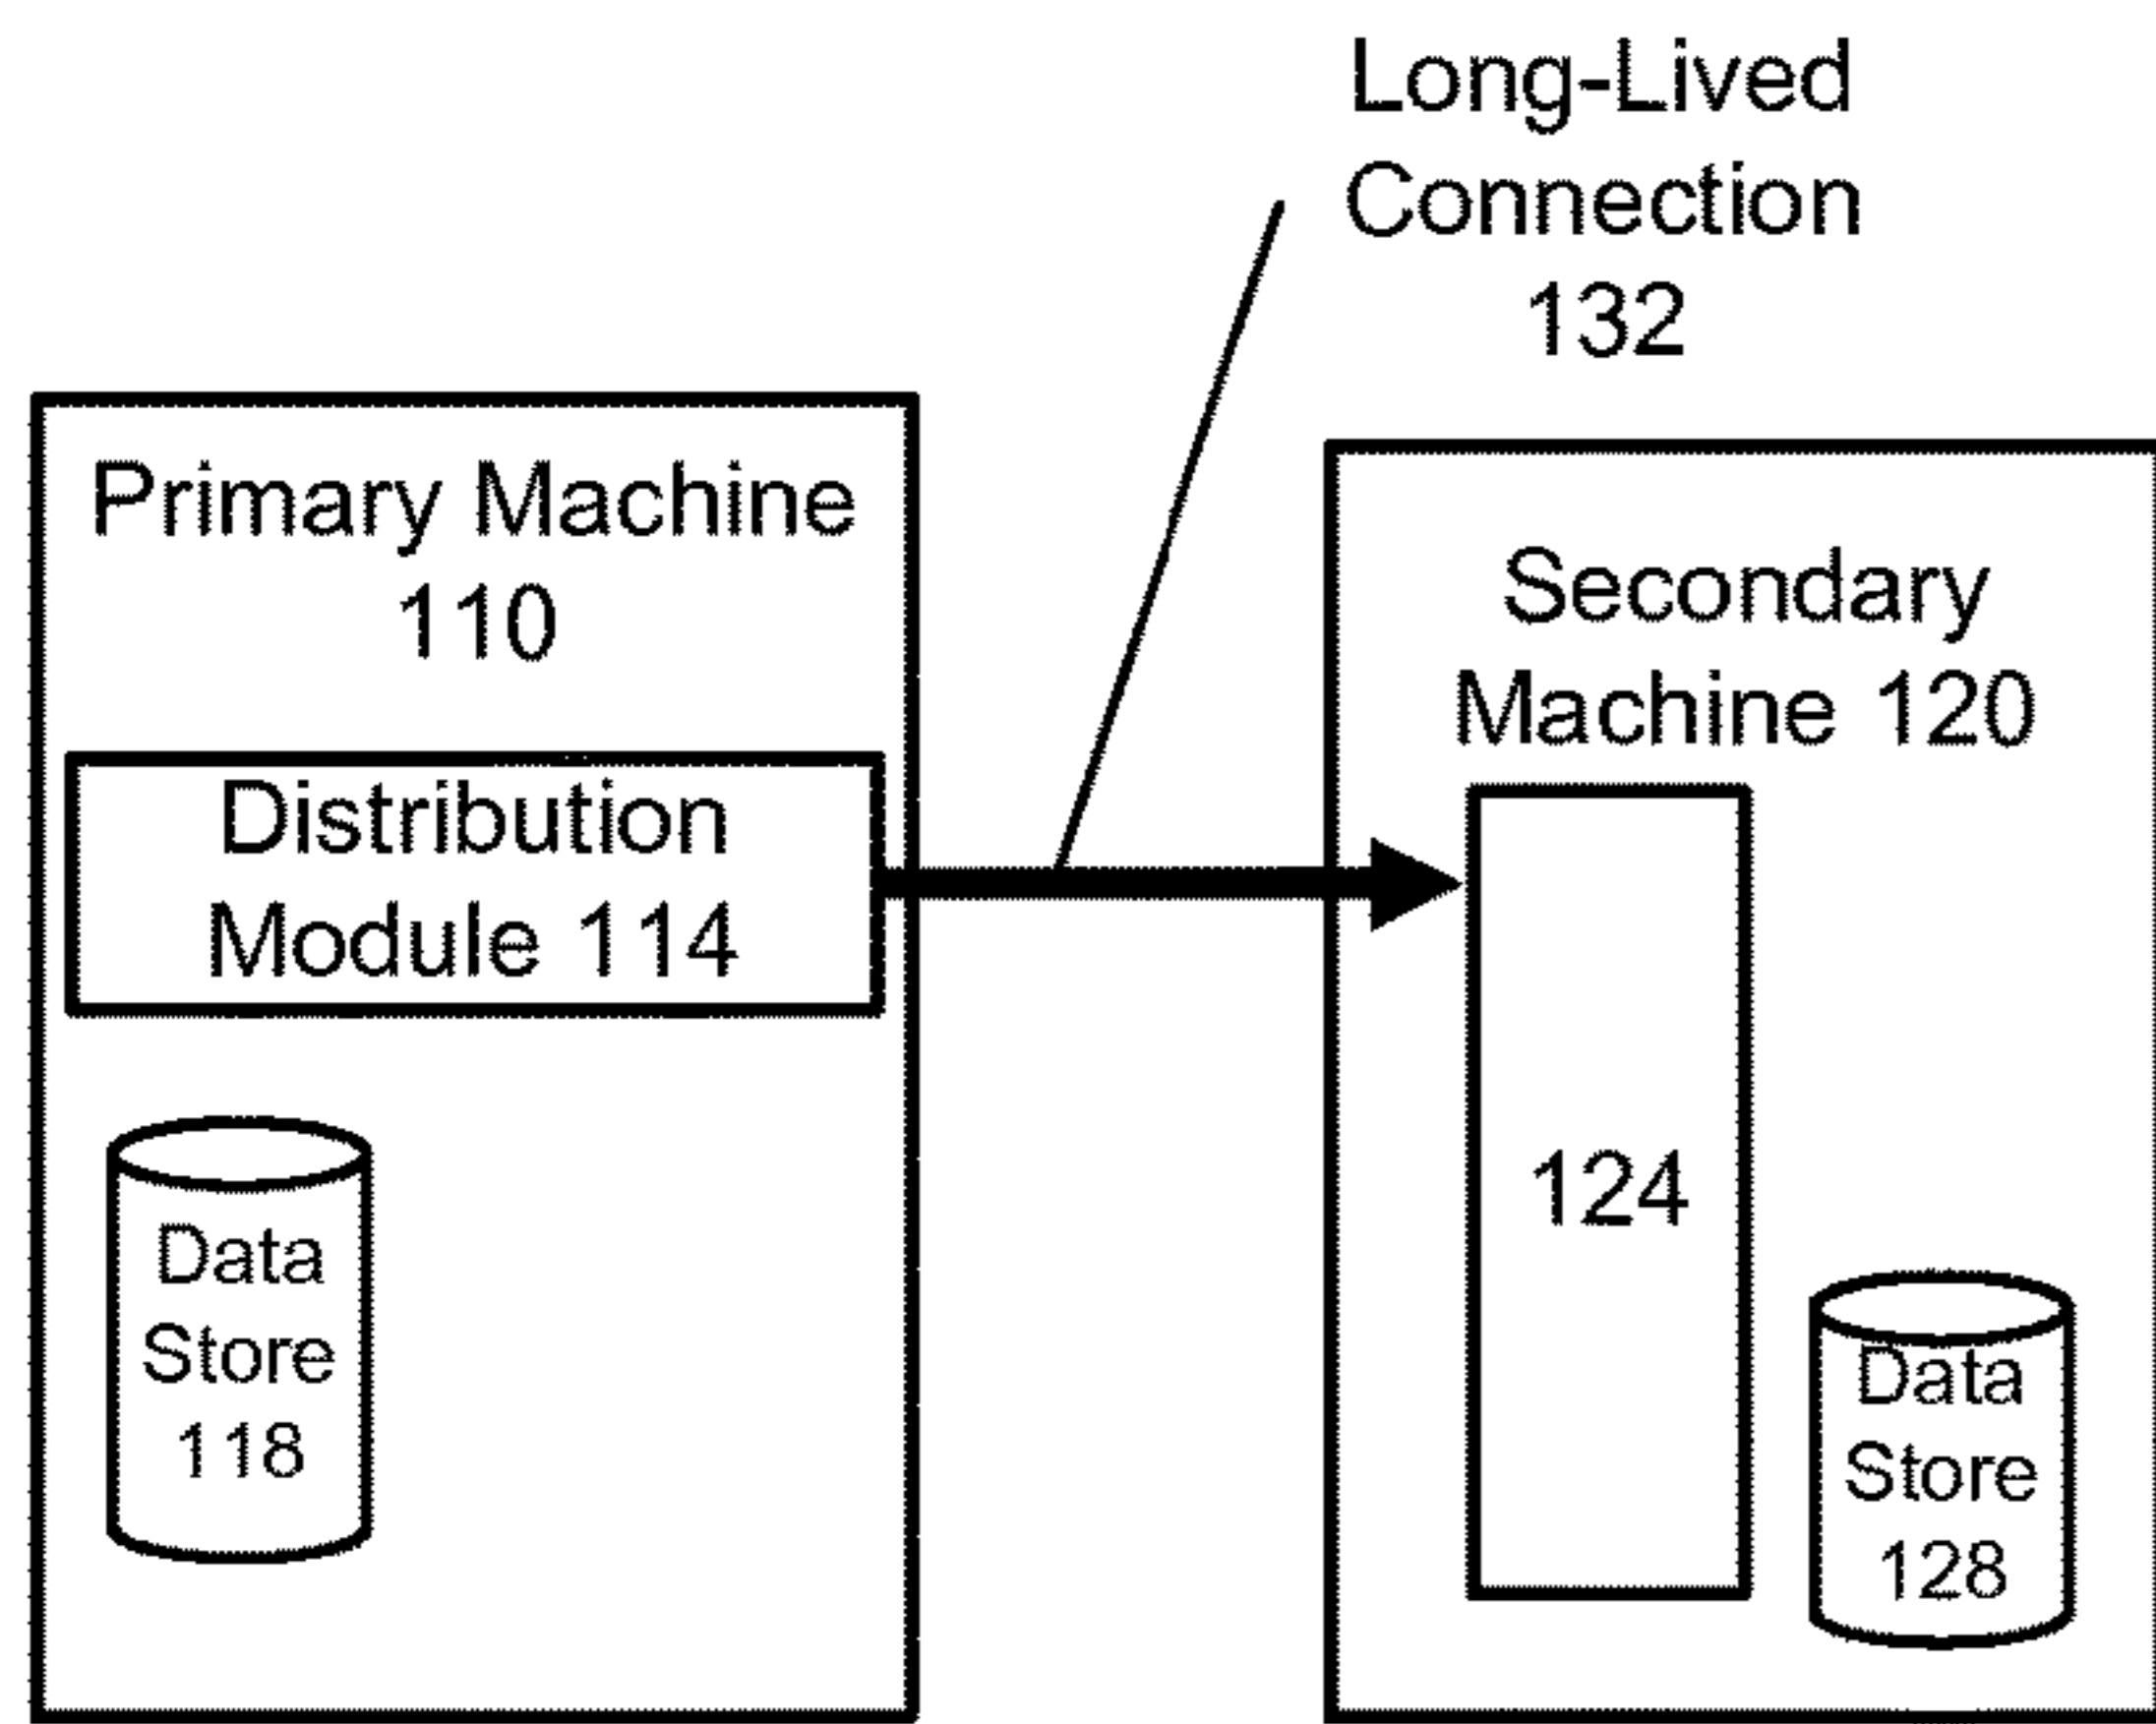 Long-Lived
Connection
132
Primary Machine
110
Distribution
Module 114
Data
Store
118
Secondary
Machine 120
124
Data
Store
128